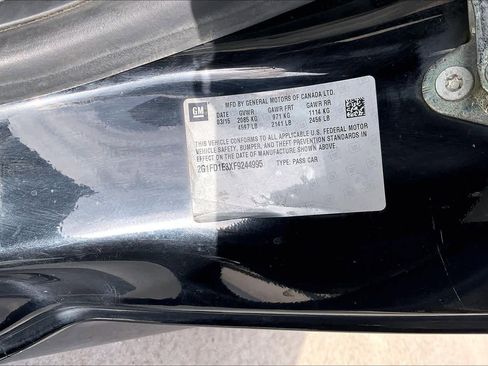 GM
MFD BY GENERAL MOTORS OF CANADA LTD.
DATE GVWR GAWR FRT GAWR RR
03/15 2085 KG 971 KG 1114 KG
4597 LB 2141 LB 2456 LB
THIS VEHICLE CONFORMS TO ALL APPLICABLE U.S. FEDERAL MOTOR
VEHICLE SAFETY, BUMPER, AND THEFT PREVENTION STANDARDS IN
EFFECT ON THE DATE OF MANUFACTURE SHOWN ABOVE.
2G1FD1E3XF9244995 TYPE: PASS CAR